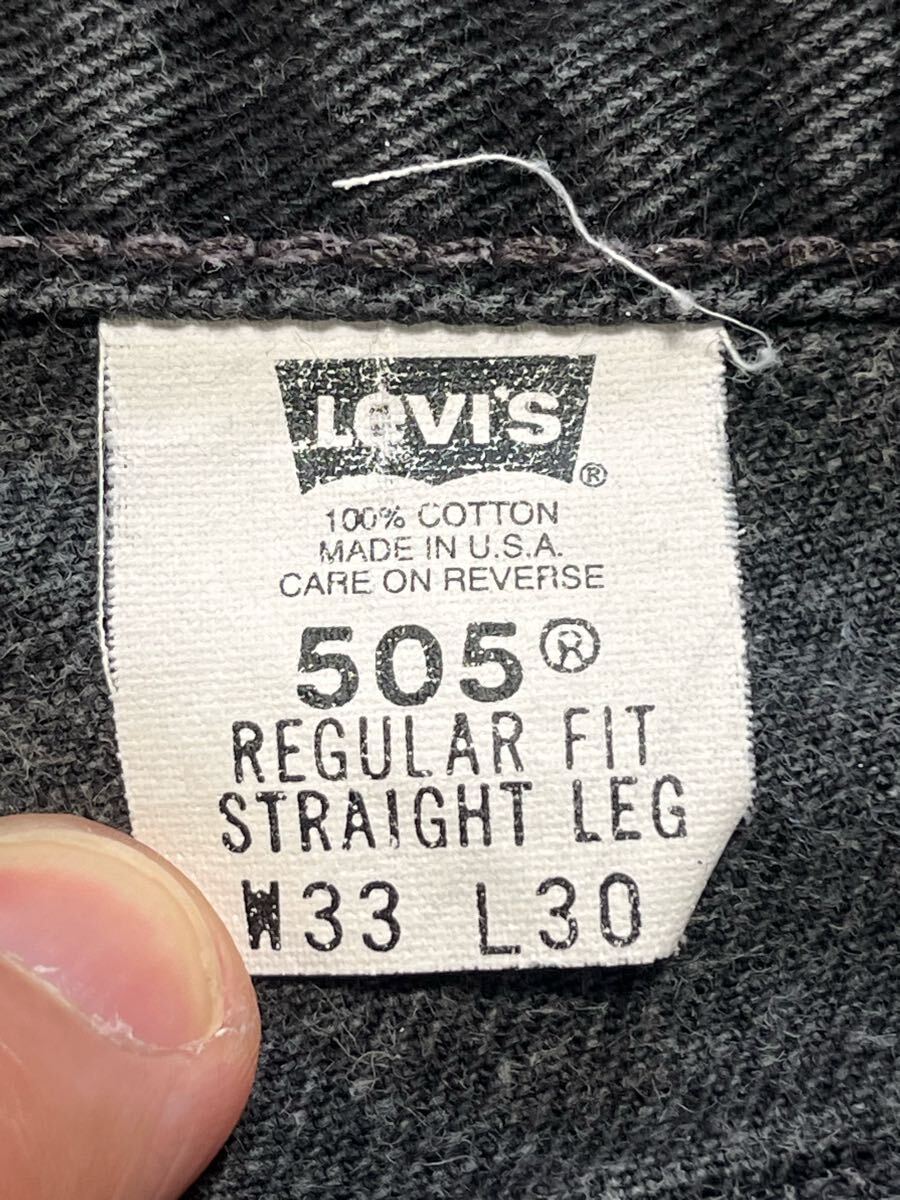 LEVI'S®
100% COTTON
MADE IN U.S.A.
CARE ON REVERSE
505®
REGULAR FIT
STRAIGHT LEG
W33 L30